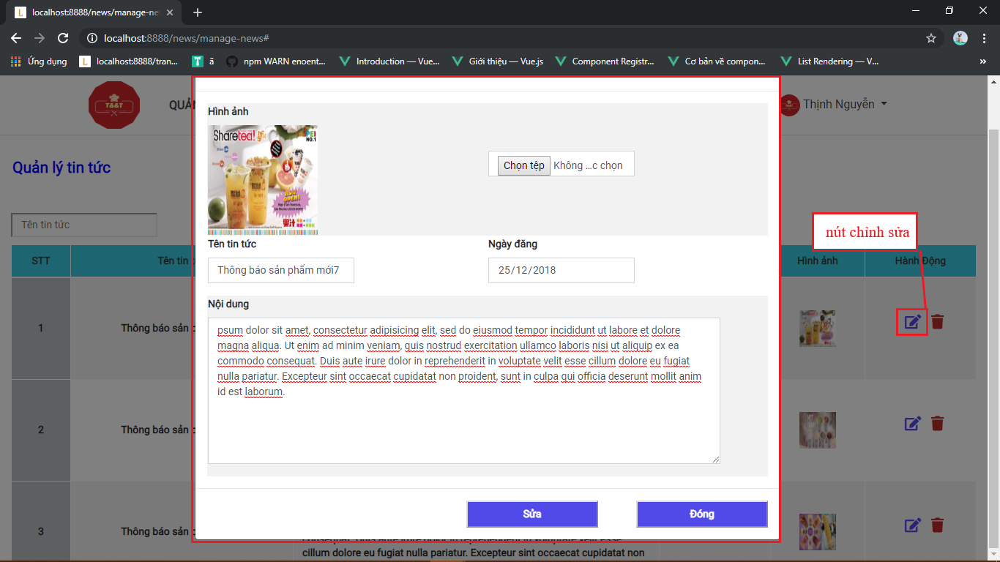 localhost:8888/news/manage-ne
localhost:8888/news/manage-news#
Ứng dụng
localhost:8888/tran...
ã
npm WARN enoent...
Introduction — Vue...
Giới thiệu — Vue.js
Component Registr...
Cơ bản về compon...
List Rendering — V...
T&&T
QUẢN
Thịnh Nguyễn
Quản lý tin tức
Tên tin tức
Hình ảnh
Sharetea!
NO.1
Chọn tệp
Không ...c chọn
Tên tin tức
Ngày đăng
Thông báo sản phẩm mới7
25/12/2018
Nội dung
psum dolor sit amet, consectetur adipisicing elit, sed do eiusmod tempor incididunt ut labore et dolore
magna aliqua. Ut enim ad minim veniam, quis nostrud exercitation ullamco laboris nisi ut aliquip ex ea
commodo consequat. Duis aute irure dolor in reprehenderit in voluptate velit esse cillum dolore eu fugiat
nulla pariatur. Excepteur sint occaecat cupidatat non proident, sunt in culpa qui officia deserunt mollit anim
id est laborum.
Sửa
Đóng
nút chỉnh sửa
STT
Tên tin
Hình ảnh
Hành Động
1
Thông báo sản
2
Thông báo sản
3
Thông báo sản
cillum dolore eu fugiat nulla pariatur. Excepteur sint occaecat cupidatat non